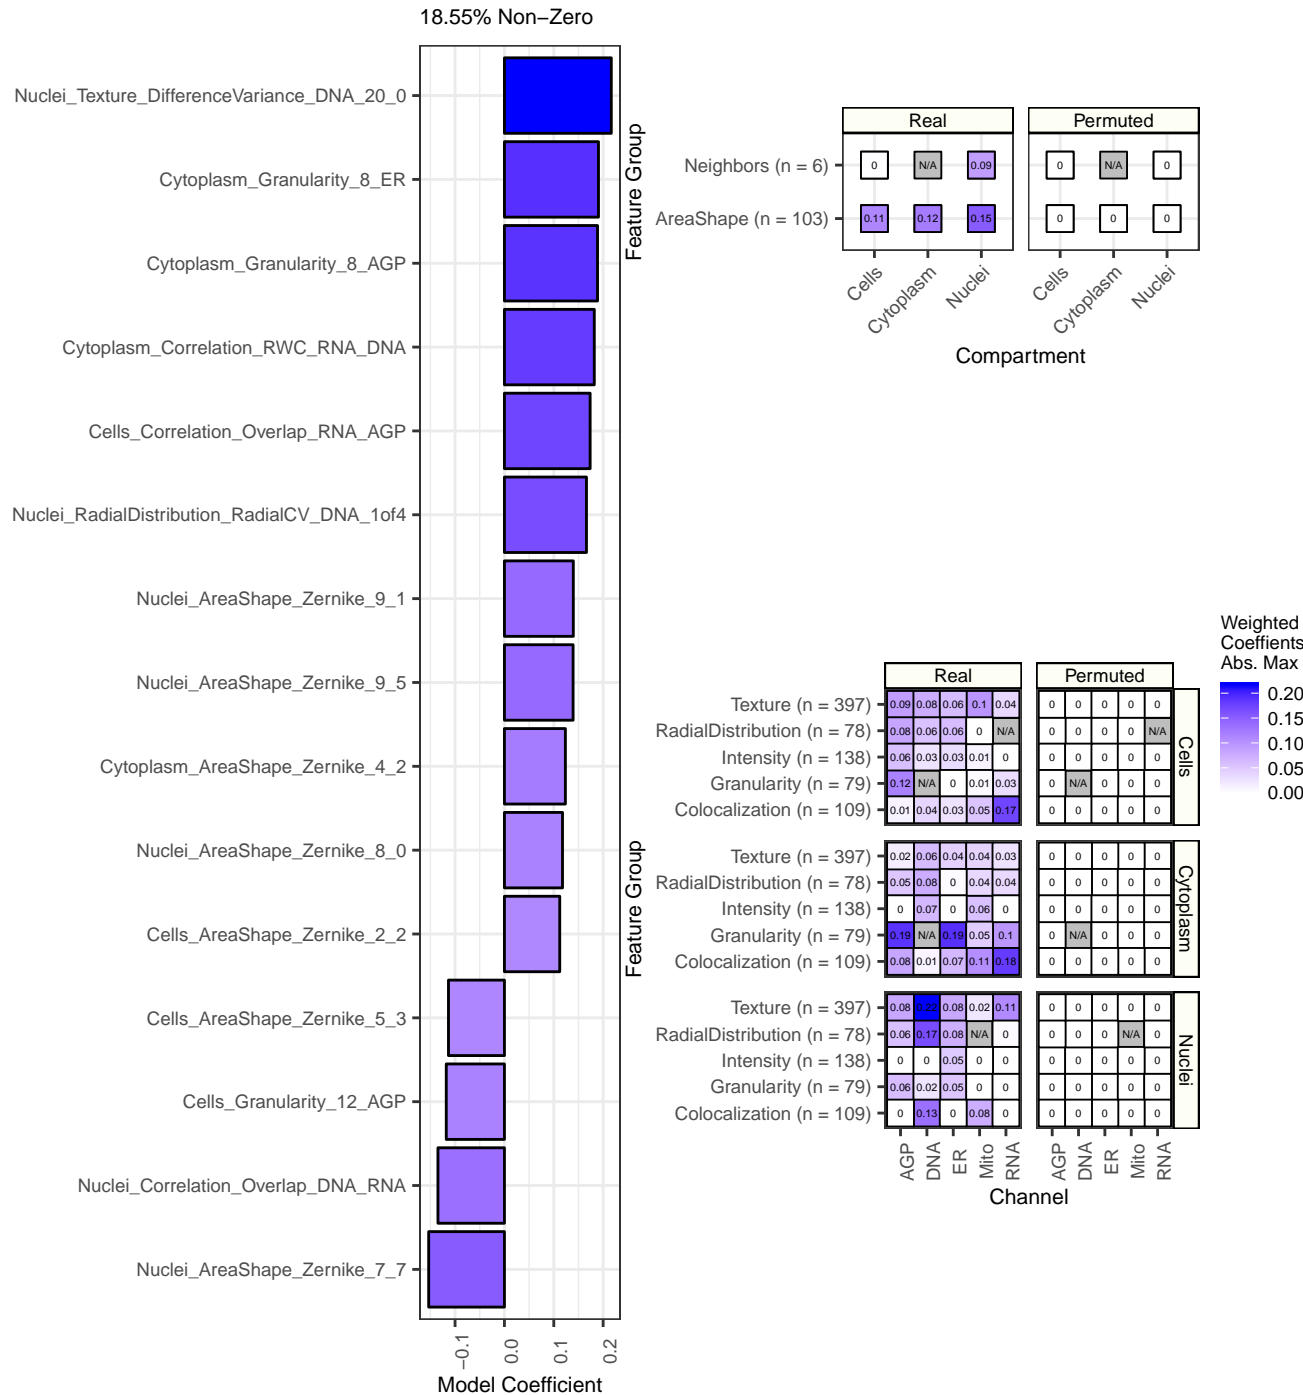 18.55% Non−Zero
Nuclei_Texture_DifferenceVariance_DNA_20_0
Cytoplasm_Granularity_8_ER
Cytoplasm_Granularity_8_AGP
Cytoplasm_Correlation_RWC_RNA_DNA
Cells_Correlation_Overlap_RNA_AGP
Nuclei_RadialDistribution_RadialCV_DNA_1of4
Nuclei_AreaShape_Zernike_9_1
Nuclei_AreaShape_Zernike_9_5
Cytoplasm_AreaShape_Zernike_4_2
Nuclei_AreaShape_Zernike_8_0
Cells_AreaShape_Zernike_2_2
Cells_AreaShape_Zernike_5_3
Cells_Granularity_12_AGP
Nuclei_Correlation_Overlap_DNA_RNA
Nuclei_AreaShape_Zernike_7_7
−0.1 0.0 0.1 0.2
Model Coefficient
Feature Group
Real Permuted
Neighbors (n = 6) 0 N/A 0.09 0 N/A 0
AreaShape (n = 103) 0.11 0.12 0.15 0 0 0
Cells Cytoplasm Nuclei Cells Cytoplasm Nuclei
Compartment
Feature Group
Real Permuted
Texture (n = 397) 0.09 0.08 0.06 0.1 0.04 0 0 0 0 0
RadialDistribution (n = 78) 0.08 0.06 0.06 0 N/A 0 0 0 0 N/A
Intensity (n = 138) 0.06 0.03 0.03 0.01 0 0 0 0 0 0
Granularity (n = 79) 0.12 N/A 0 0.01 0.03 0 N/A 0 0 0
Colocalization (n = 109) 0.01 0.04 0.03 0.05 0.17 0 0 0 0 0
Cells
Texture (n = 397) 0.02 0.06 0.04 0.04 0.03 0 0 0 0 0
RadialDistribution (n = 78) 0.05 0.08 0 0.04 0.04 0 0 0 0 0
Intensity (n = 138) 0 0.07 0 0.06 0 0 0 0 0 0
Granularity (n = 79) 0.19 N/A 0.19 0.05 0.1 0 N/A 0 0 0
Colocalization (n = 109) 0.08 0.01 0.07 0.11 0.18 0 0 0 0 0
Cytoplasm
Texture (n = 397) 0.08 0.22 0.08 0.02 0.11 0 0 0 0 0
RadialDistribution (n = 78) 0.06 0.17 0.08 N/A 0 0 0 0 N/A 0
Intensity (n = 138) 0 0 0.05 0 0 0 0 0 0 0
Granularity (n = 79) 0.06 0.02 0.05 0 0 0 0 0 0 0
Colocalization (n = 109) 0 0.13 0 0.08 0 0 0 0 0 0
Nuclei
AGP DNA ER Mito RNA AGP DNA ER Mito RNA
Channel
Weighted
Coeffients
Abs. Max
0.20
0.15
0.10
0.05
0.00